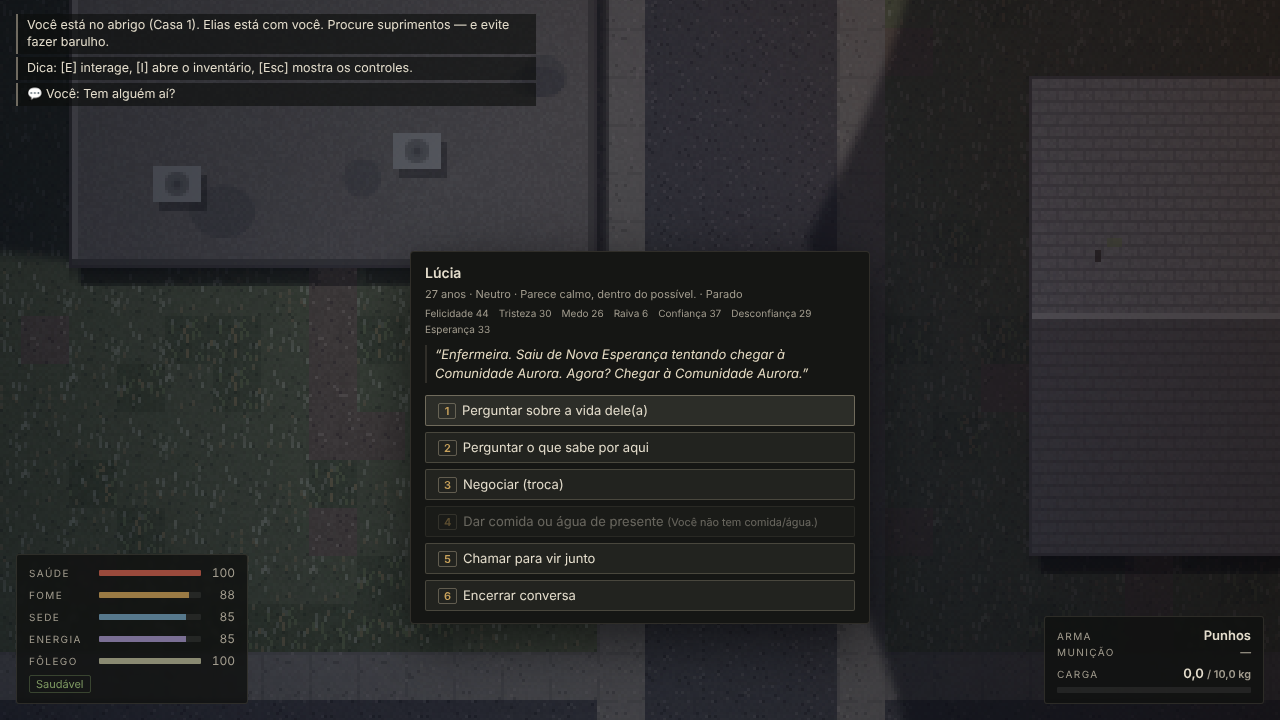 Você está no abrigo (Casa 1). Elias está com você. Procure suprimentos — e evite
fazer barulho.
Dica: [E] interage, [I] abre o inventário, [Esc] mostra os controles.
💬 Você: Tem alguém aí?
Lúcia
27 anos · Neutro · Parece calmo, dentro do possível. · Parado
Felicidade 44 Tristeza 30 Medo 26 Raiva 6 Confiança 37 Desconfiança 29
Esperança 33
“Enfermeira. Saiu de Nova Esperança tentando chegar à
Comunidade Aurora. Agora? Chegar à Comunidade Aurora.”
1 Perguntar sobre a vida dele(a)
2 Perguntar o que sabe por aqui
3 Negociar (troca)
4 Dar comida ou água de presente (Você não tem comida/água.)
5 Chamar para vir junto
6 Encerrar conversa
SAÚDE 100
FOME 88
SEDE 85
ENERGIA 85
FÔLEGO 100
Saudável
ARMA Punhos
MUNIÇÃO —
CARGA 0,0 / 10,0 kg